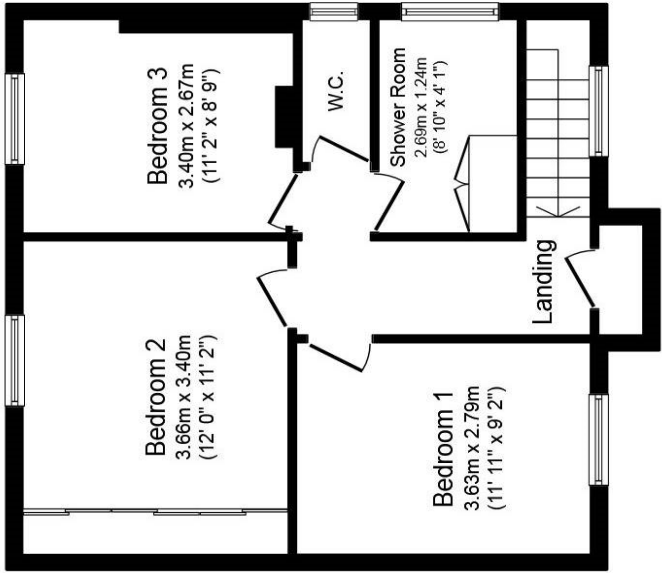 Bedroom 3
3.40m x 2.67m
(11' 2" x 8' 9")
W.C.
Shower Room
2.69m x 1.24m
(8' 10" x 4' 1")
Landing
Bedroom 2
3.66m x 3.40m
(12' 0" x 11' 2")
Bedroom 1
3.63m x 2.79m
(11' 11" x 9' 2")